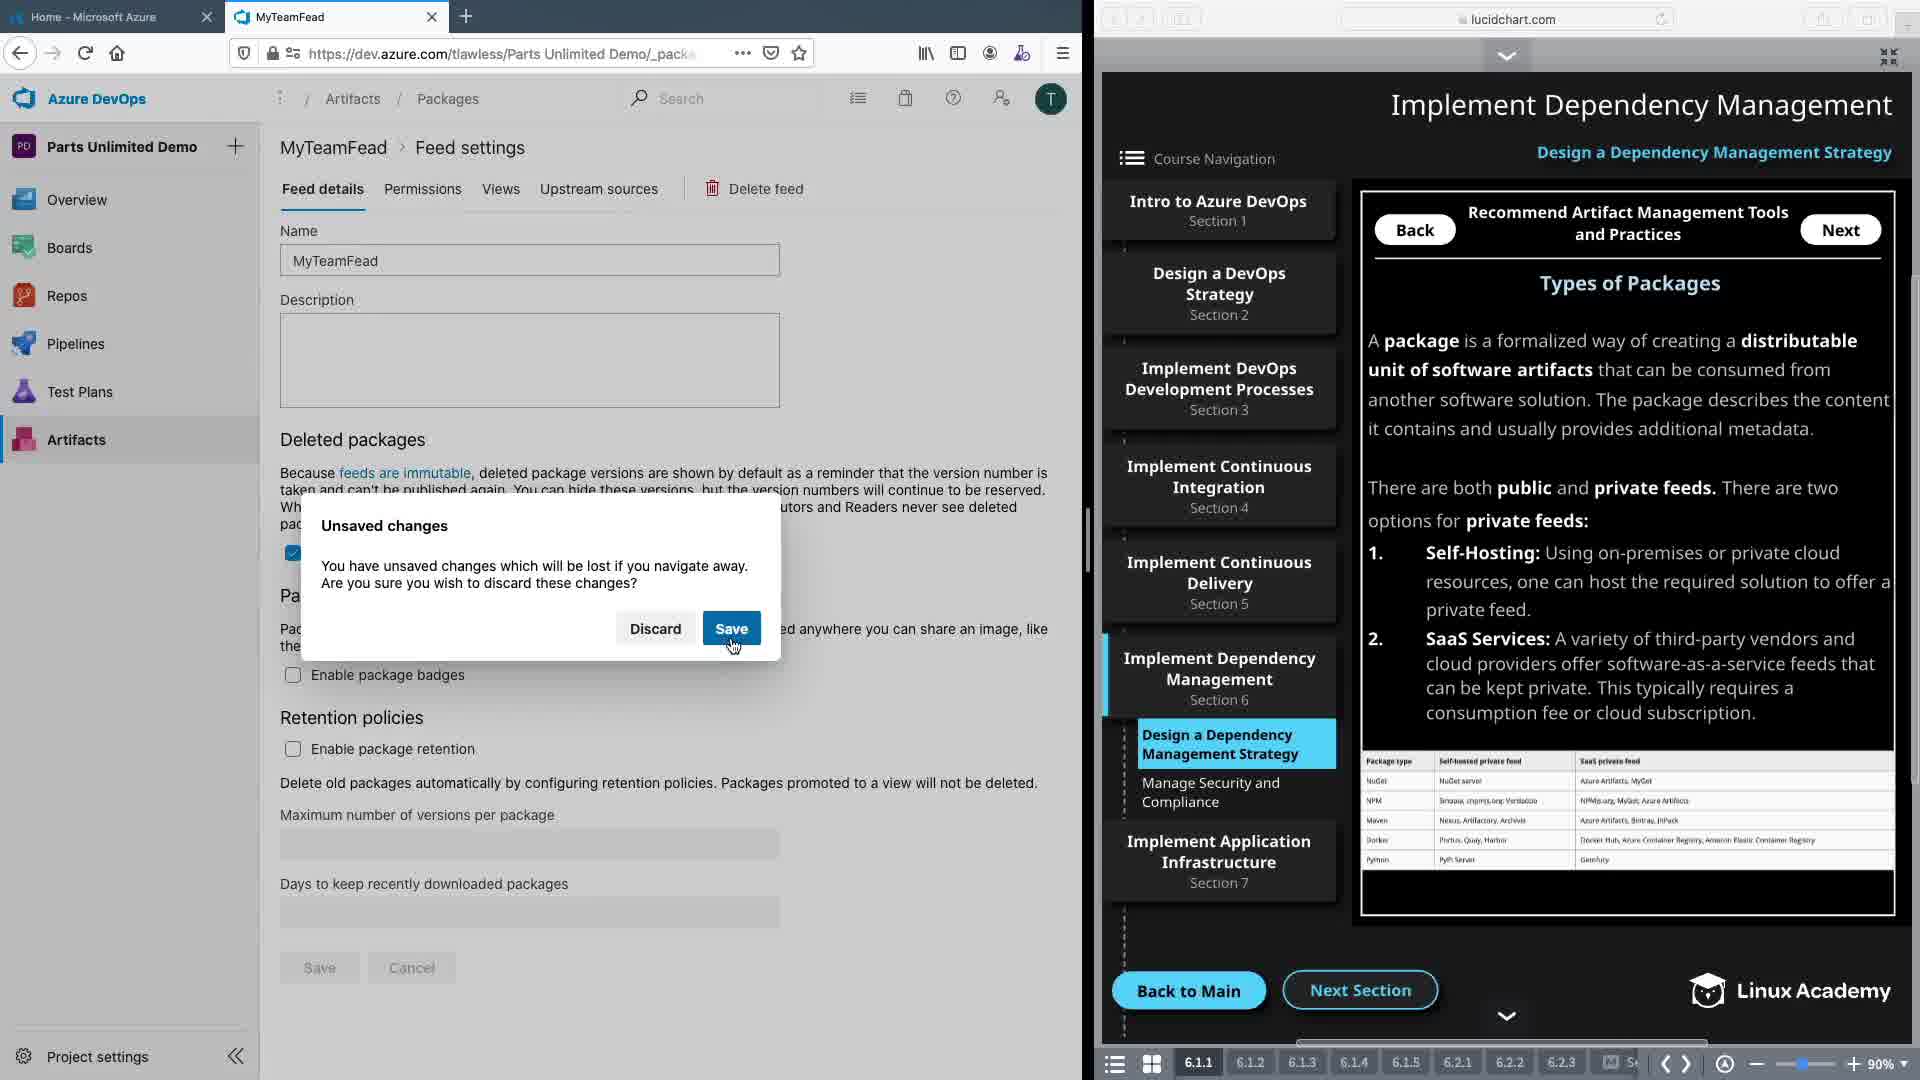 Home - Microsoft Azure
MyTeamFead
https://dev.azure.com/tlawless/Parts Unlimited Demo/_packa
lucidchart.com
Azure DevOps
/ Artifacts / Packages
Search
T
PD Parts Unlimited Demo
Overview
Boards
Repos
Pipelines
Test Plans
Artifacts
Project settings
MyTeamFead > Feed settings
Feed details Permissions Views Upstream sources Delete feed
Name
MyTeamFead
Description
Deleted packages
Because feeds are immutable, deleted package versions are shown by default as a reminder that the version number is
taken and can't be published again. You can hide these versions, but the version numbers will continue to be reserved.
Wh utors and Readers never see deleted
pac
Unsaved changes
You have unsaved changes which will be lost if you navigate away.
Are you sure you wish to discard these changes?
Discard Save
Pa
Pac ed anywhere you can share an image, like
the
Enable package badges
Retention policies
Enable package retention
Delete old packages automatically by configuring retention policies. Packages promoted to a view will not be deleted.
Maximum number of versions per package
Days to keep recently downloaded packages
Save Cancel
Implement Dependency Management
Course Navigation
Design a Dependency Management Strategy
Intro to Azure DevOps
Section 1
Design a DevOps
Strategy
Section 2
Implement DevOps
Development Processes
Section 3
Implement Continuous
Integration
Section 4
Implement Continuous
Delivery
Section 5
Implement Dependency
Management
Section 6
Design a Dependency
Management Strategy
Manage Security and
Compliance
Implement Application
Infrastructure
Section 7
Back to Main
Next Section
Back
Recommend Artifact Management Tools
and Practices
Next
Types of Packages
A package is a formalized way of creating a distributable
unit of software artifacts that can be consumed from
another software solution. The package describes the content
it contains and usually provides additional metadata.
There are both public and private feeds. There are two
options for private feeds:
1. Self-Hosting: Using on-premises or private cloud
resources, one can host the required solution to offer a
private feed.
2. SaaS Services: A variety of third-party vendors and
cloud providers offer software-as-a-service feeds that
can be kept private. This typically requires a
consumption fee or cloud subscription.
Package type Self-hosted private feed SaaS private feed
NuGet NuGet server Azure Artifacts, MyGet
NPM Sinopia, cnpmjs.org, Verdaccio NPMjs.org, MyGet, Azure Artifacts
Maven Nexus, Artifactory, Archivia Azure Artifacts, Bintray, JitPack
Docker Portus, Quay, Harbor Docker Hub, Azure Container Registry, Amazon Elastic Container Registry
Python PyPi Server Gemfury
Linux Academy
6.1.1 6.1.2 6.1.3 6.1.4 6.1.5 6.2.1 6.2.2 6.2.3
90%